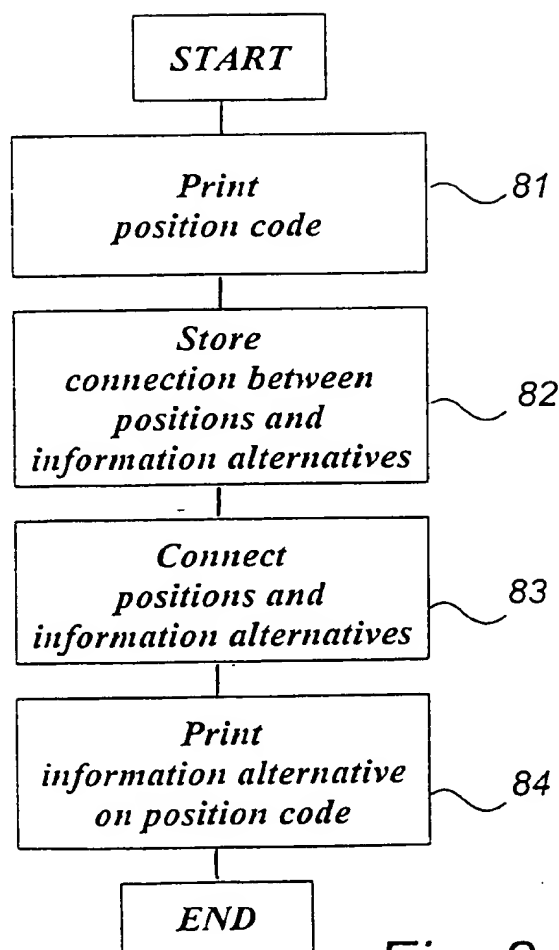 START
Print
position code
81
Store
connection between
positions and
information alternatives
82
Connect
positions and
information alternatives
83
Print
information alternative
on position code
84
END
Fig.